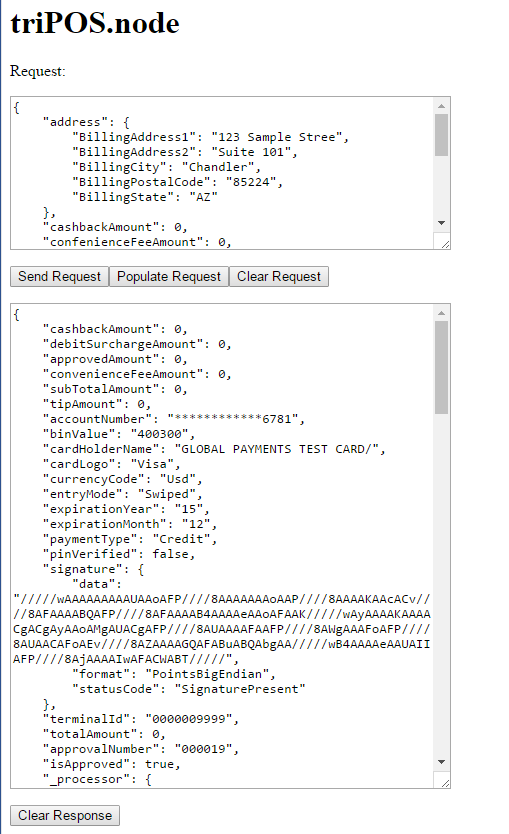 triPOS.node
Request:
{
    "address": {
        "BillingAddress1": "123 Sample Stree",
        "BillingAddress2": "Suite 101",
        "BillingCity": "Chandler",
        "BillingPostalCode": "85224",
        "BillingState": "AZ"
    },
    "cashbackAmount": 0,
    "confenienceFeeAmount": 0,
Send Request Populate Request Clear Request
{
    "cashbackAmount": 0,
    "debitSurchargeAmount": 0,
    "approvedAmount": 0,
    "convenienceFeeAmount": 0,
    "subTotalAmount": 0,
    "tipAmount": 0,
    "accountNumber": "************6781",
    "binValue": "400300",
    "cardHolderName": "GLOBAL PAYMENTS TEST CARD/",
    "cardLogo": "Visa",
    "currencyCode": "Usd",
    "entryMode": "Swiped",
    "expirationYear": "15",
    "expirationMonth": "12",
    "paymentType": "Credit",
    "pinVerified": false,
    "signature": {
        "data":
"/////wAAAAAAAAAUAAoAFP////8AAAAAAAoAAP////8AAAAKAAcACv//
//8AFAAAABQAFP////8AFAAAAB4AAAAeAAoAFAAK/////wAyAAAAKAAAA
CgACgAyAAoAMgAUACgAFP////8AUAAAAFAAFP////8AWgAAAFoAFP////
8AUAACAFoAEv////8AZAAAAGQAFABuABQAbgAA/////wB4AAAAeAAUAII
AFP////8AjAAAAIwAFACWABT/////",
        "format": "PointsBigEndian",
        "statusCode": "SignaturePresent"
    },
    "terminalId": "0000009999",
    "totalAmount": 0,
    "approvalNumber": "000019",
    "isApproved": true,
    "_processor": {
Clear Response